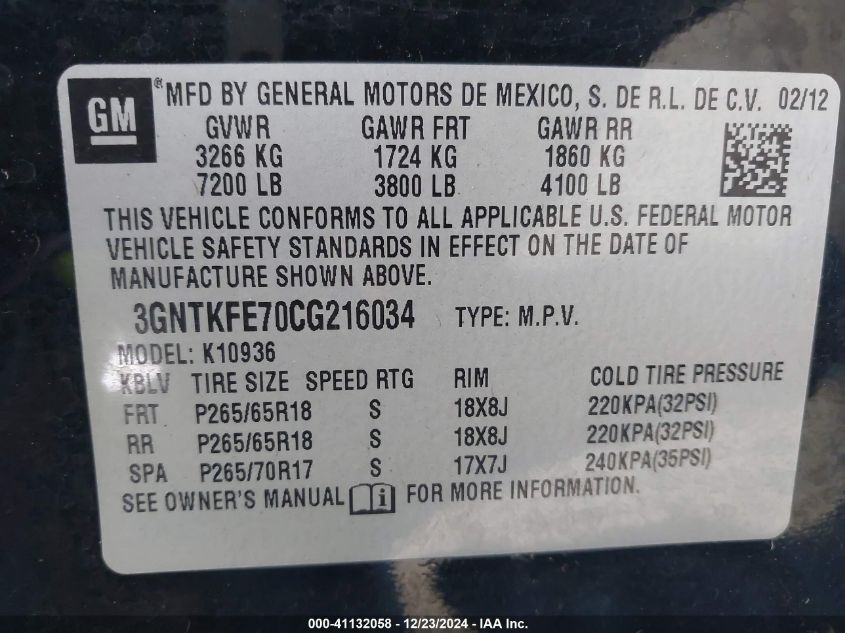 GM ® MFD BY GENERAL MOTORS DE MEXICO, S. DE R.L. DE C.V. 02/12
GVWR GAWR FRT GAWR RR
3266 KG 1724 KG 1860 KG
7200 LB 3800 LB 4100 LB
THIS VEHICLE CONFORMS TO ALL APPLICABLE U.S. FEDERAL MOTOR
VEHICLE SAFETY STANDARDS IN EFFECT ON THE DATE OF
MANUFACTURE SHOWN ABOVE.
3GNTKFE70CG216034 TYPE: M.P.V.
MODEL: K10936
KBLV TIRE SIZE SPEED RTG RIM COLD TIRE PRESSURE
FRT P265/65R18 S 18X8J 220KPA(32PSI)
RR P265/65R18 S 18X8J 220KPA(32PSI)
SPA P265/70R17 S 17X7J 240KPA(35PSI)
SEE OWNER'S MANUAL i FOR MORE INFORMATION.
000-41132058 - 12/23/2024 - IAA Inc.